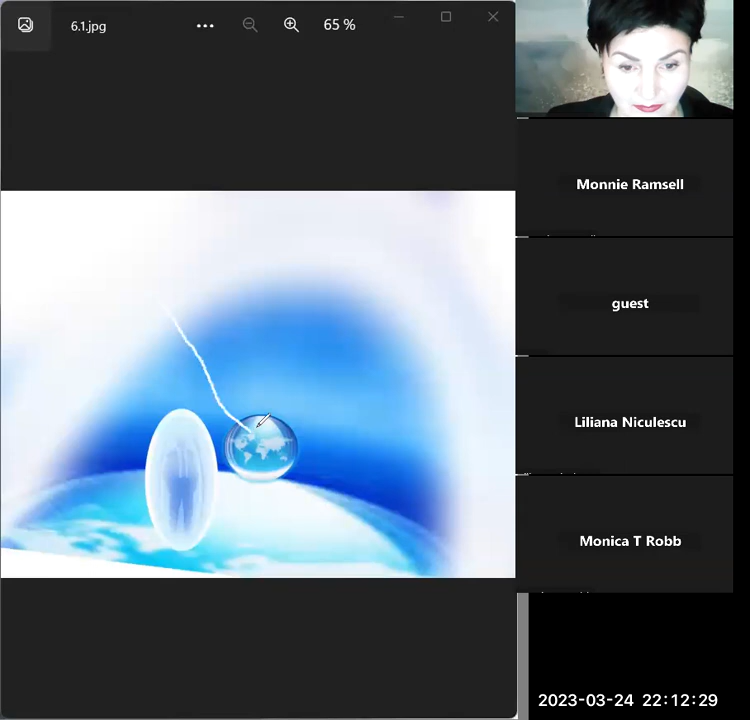 6.1.jpg
65 %
Monnie Ramsell
guest
Liliana Niculescu
Monica T Robb
2023-03-24 22:12:29